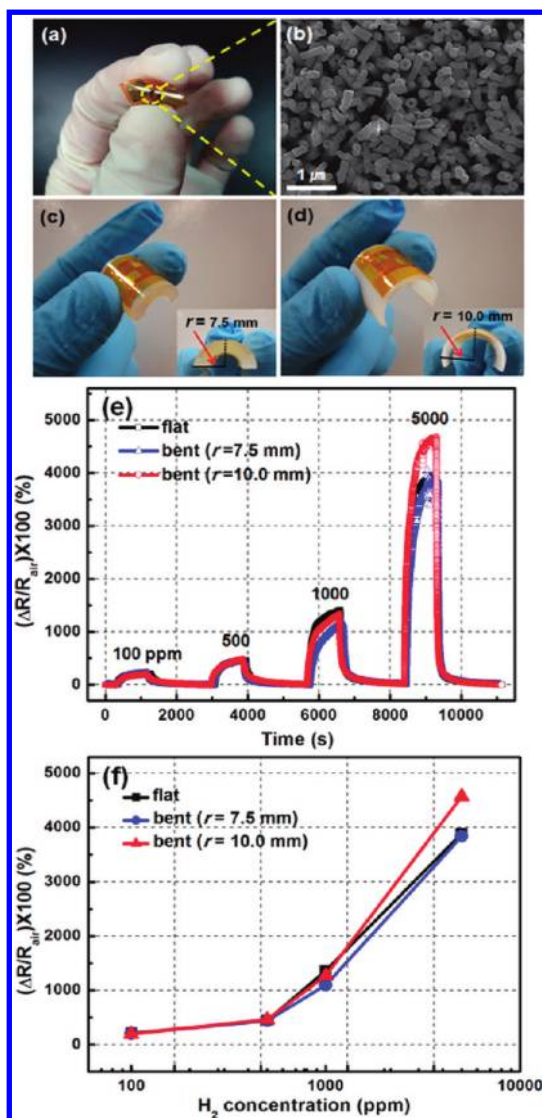 (a)
(b)
1 μm
(c)
r = 7.5 mm
(d)
r = 10.0 mm
(e)
flat
bent (r=7.5 mm)
bent (r=10.0 mm)
100 ppm
500
1000
5000
(ΔR/Rair)X100 (%)
5000
4000
3000
2000
1000
0
0 2000 4000 6000 8000 10000
Time (s)
(f)
flat
bent (r = 7.5 mm)
bent (r = 10.0 mm)
(ΔR/Rair)X100 (%)
5000
4000
3000
2000
1000
0
100 1000 10000
H2 concentration (ppm)